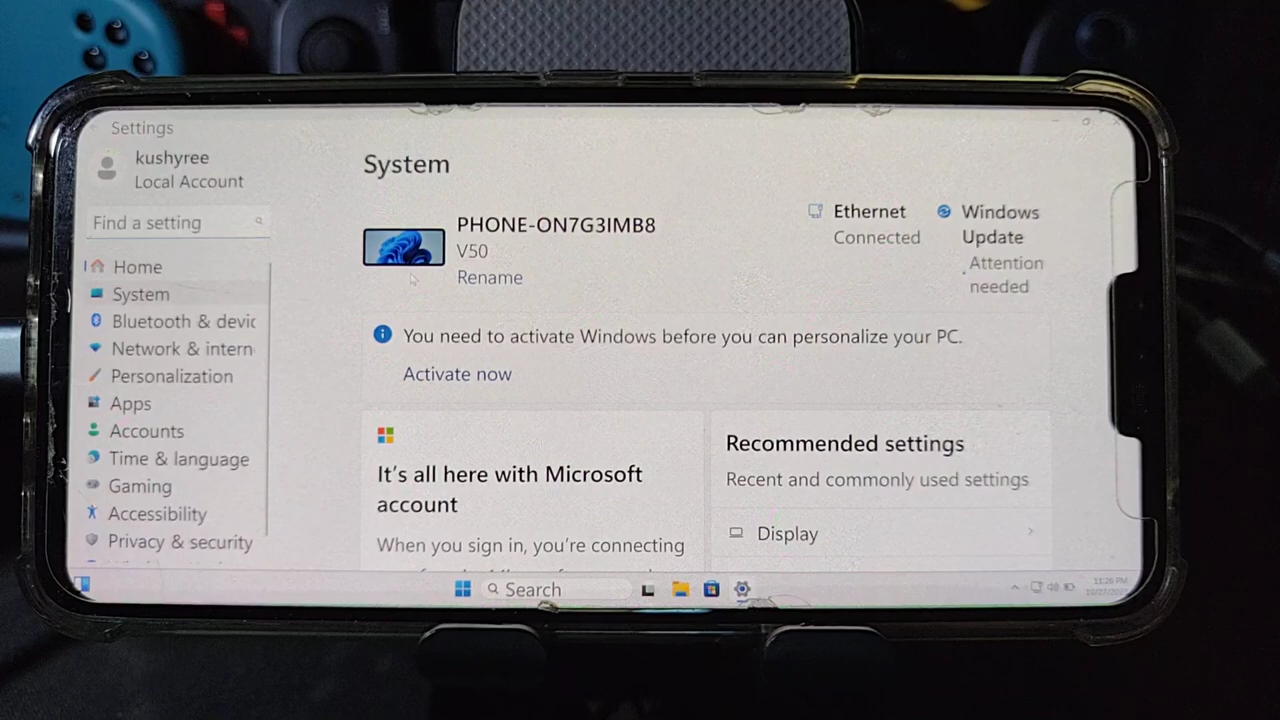 Settings
kushyree
Local Account
Find a setting
Home
System
Bluetooth & devic
Network & intern
Personalization
Apps
Accounts
Time & language
Gaming
Accessibility
Privacy & security
System
PHONE-ON7G3IMB8
V50
Rename
Ethernet
Connected
Windows
Update
Attention
needed
You need to activate Windows before you can personalize your PC.
Activate now
It's all here with Microsoft
account
When you sign in, you're connecting
Recommended settings
Recent and commonly used settings
Display
Search
11:26 PM